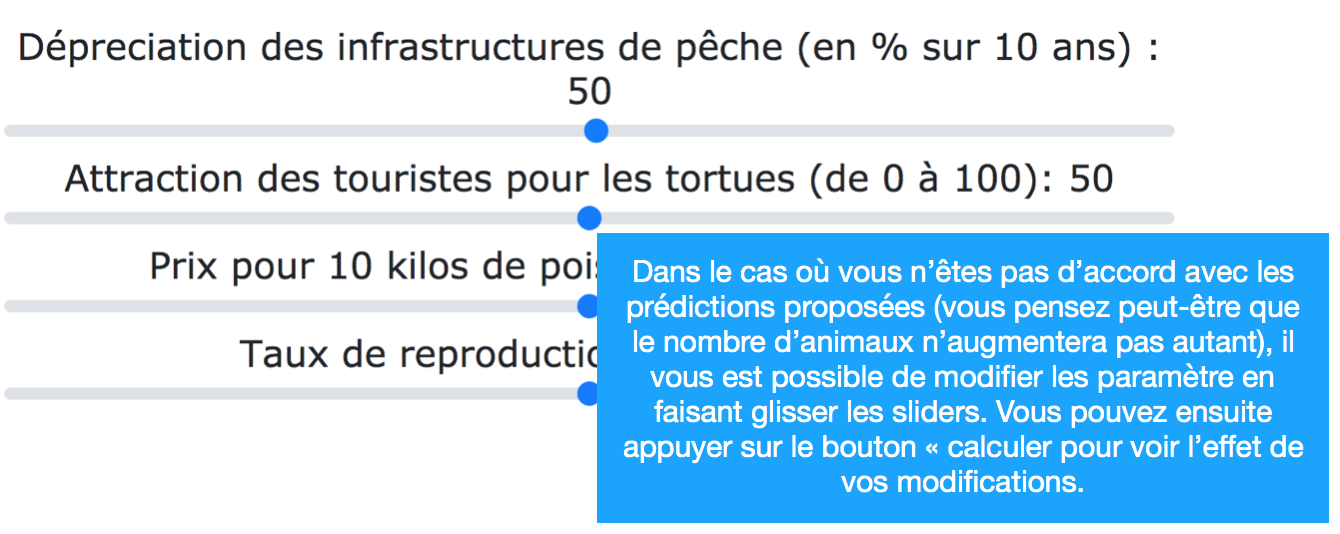 Dépreciation des infrastructures de pêche (en % sur 10 ans) :
50
Attraction des touristes pour les tortues (de 0 à 100): 50
Prix pour 10 kilos de
Taux de
Dans le cas où vous n’êtes pas d’accord avec les
prédictions proposées (vous pensez peut-être que
le nombre d’animaux n’augmentera pas autant), il
vous est possible de modifier les paramètre en
faisant glisser les sliders. Vous pouvez ensuite
appuyer sur le bouton « calculer pour voir l’effet de
vos modifications.